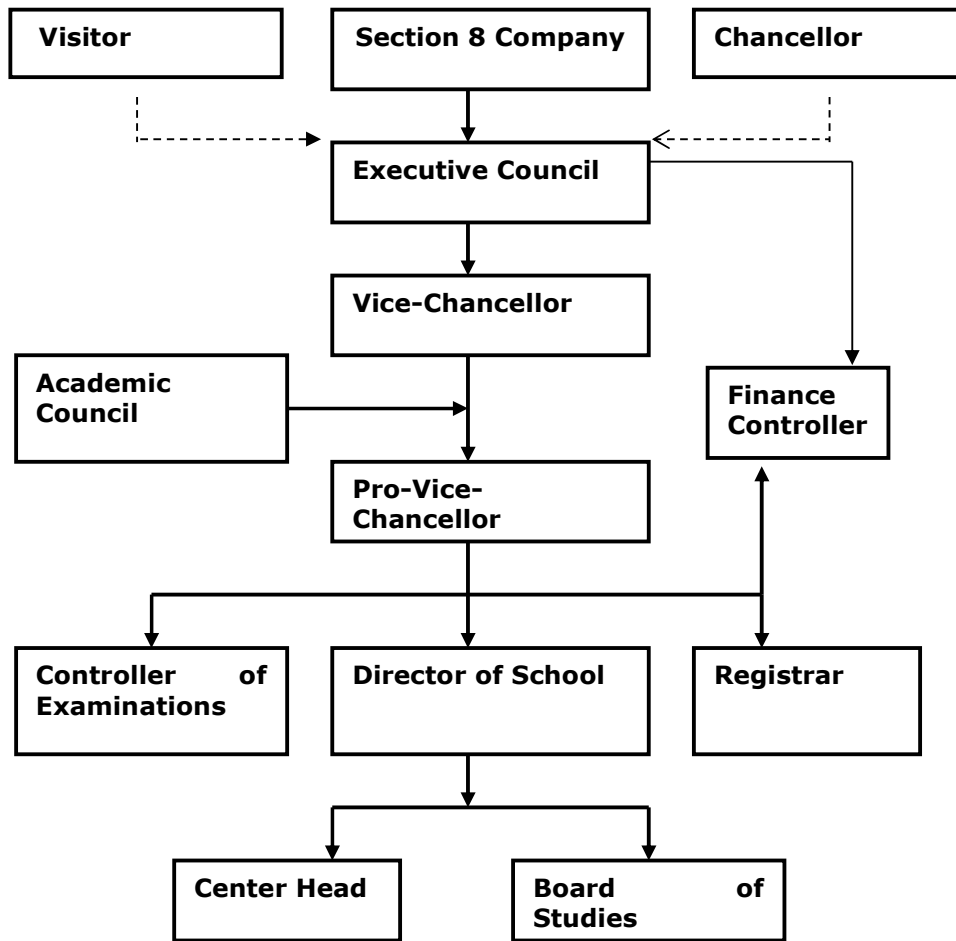 Visitor
Section 8 Company
Chancellor
Executive Council
Vice-Chancellor
Academic
Council
Finance
Controller
Pro-Vice-
Chancellor
Controller of
Examinations
Director of School
Registrar
Center Head
Board of
Studies